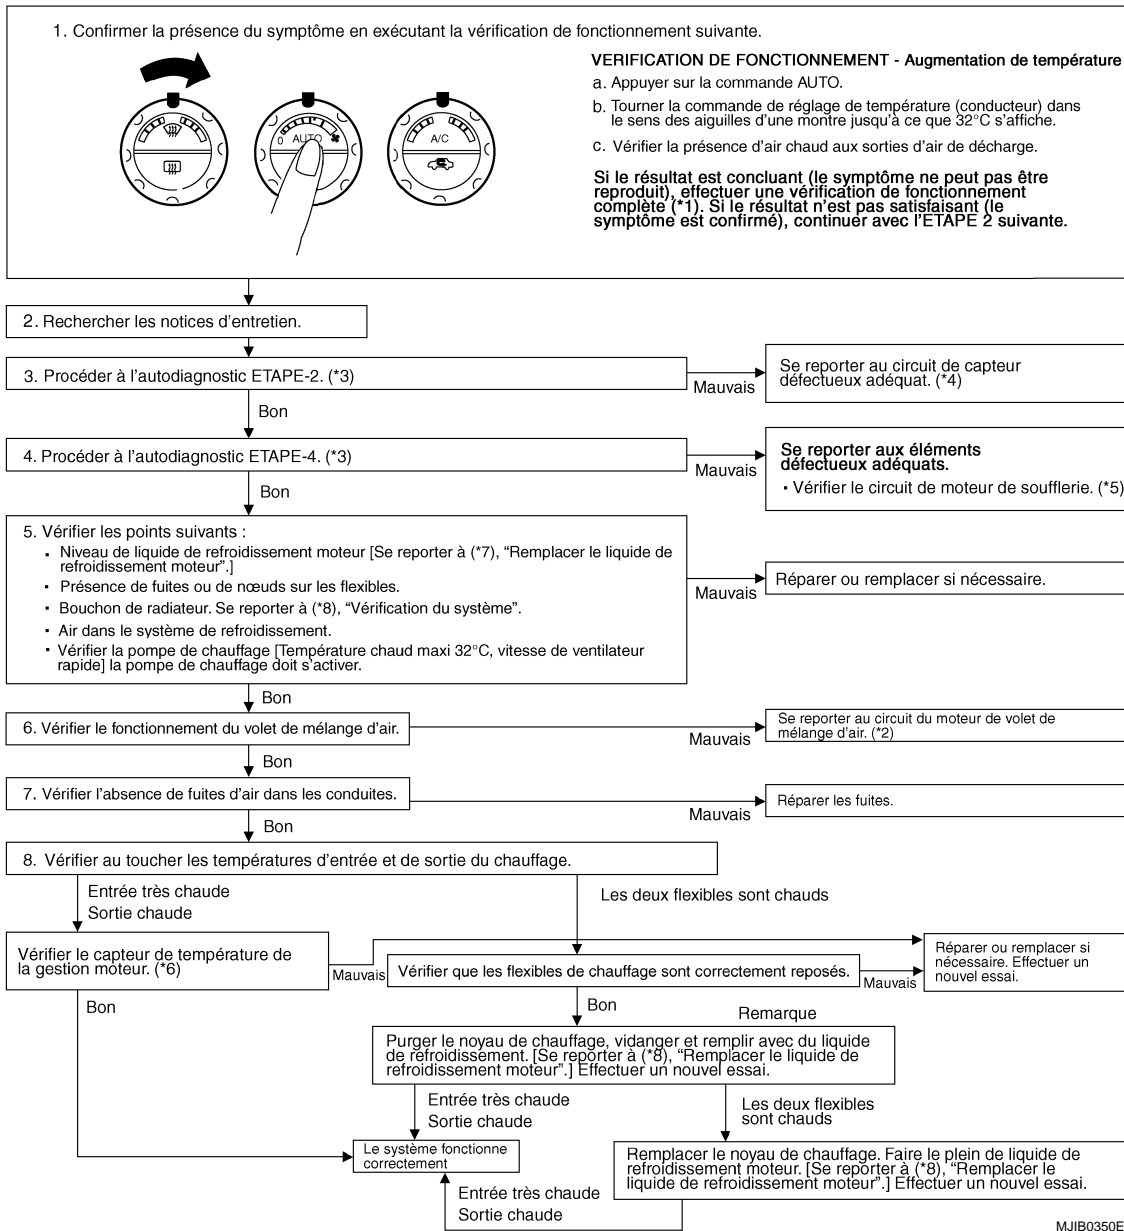 1. Confirmer la présence du symptôme en exécutant la vérification de fonctionnement suivante.
VERIFICATION DE FONCTIONNEMENT - Augmentation de température
a. Appuyer sur la commande AUTO.
b. Tourner la commande de réglage de température (conducteur) dans
le sens des aiguilles d'une montre jusqu'à ce que 32°C s'affiche.
c. Vérifier la présence d'air chaud aux sorties d'air de décharge.
0 AUTO
A/C
Si le résultat est concluant (le symptôme ne peut pas être
reproduit), effectuer une vérification de fonctionnement
complète (*1). Si le résultat n'est pas satisfaisant (le
symptôme est confirmé), continuer avec l'ETAPE 2 suivante.
2. Rechercher les notices d'entretien.
3. Procéder à l'autodiagnostic ETAPE-2. (*3)
Mauvais
Se reporter au circuit de capteur
défectueux adéquat. (*4)
Bon
4. Procéder à l'autodiagnostic ETAPE-4. (*3)
Mauvais
Se reporter aux éléments
défectueux adéquats.
· Vérifier le circuit de moteur de soufflerie. (*5)
Bon
5. Vérifier les points suivants :
· Niveau de liquide de refroidissement moteur [Se reporter à (*7), “Remplacer le liquide de
refroidissement moteur”.]
· Présence de fuites ou de nœuds sur les flexibles.
· Bouchon de radiateur. Se reporter à (*8), “Vérification du système”.
· Air dans le système de refroidissement.
· Vérifier la pompe de chauffage [Température chaud maxi 32°C, vitesse de ventilateur
rapide] la pompe de chauffage doit s'activer.
Mauvais
Réparer ou remplacer si nécessaire.
Bon
6. Vérifier le fonctionnement du volet de mélange d'air.
Mauvais
Se reporter au circuit du moteur de volet de
mélange d'air. (*2)
Bon
7. Vérifier l'absence de fuites d'air dans les conduites.
Mauvais
Réparer les fuites.
Bon
8. Vérifier au toucher les températures d'entrée et de sortie du chauffage.
Entrée très chaude
Sortie chaude
Les deux flexibles sont chauds
Vérifier le capteur de température de
la gestion moteur. (*6)
Mauvais
Vérifier que les flexibles de chauffage sont correctement reposés.
Mauvais
Réparer ou remplacer si
nécessaire. Effectuer un
nouvel essai.
Bon
Bon
Remarque
Purger le noyau de chauffage, vidanger et remplir avec du liquide
de refroidissement. [Se reporter à (*8), “Remplacer le liquide de
refroidissement moteur”.] Effectuer un nouvel essai.
Entrée très chaude
Sortie chaude
Les deux flexibles
sont chauds
Le système fonctionne
correctement
Remplacer le noyau de chauffage. Faire le plein de liquide de
refroidissement moteur. [Se reporter à (*8), “Remplacer le
liquide de refroidissement moteur”.] Effectuer un nouvel essai.
Entrée très chaude
Sortie chaude
MJIB0350E